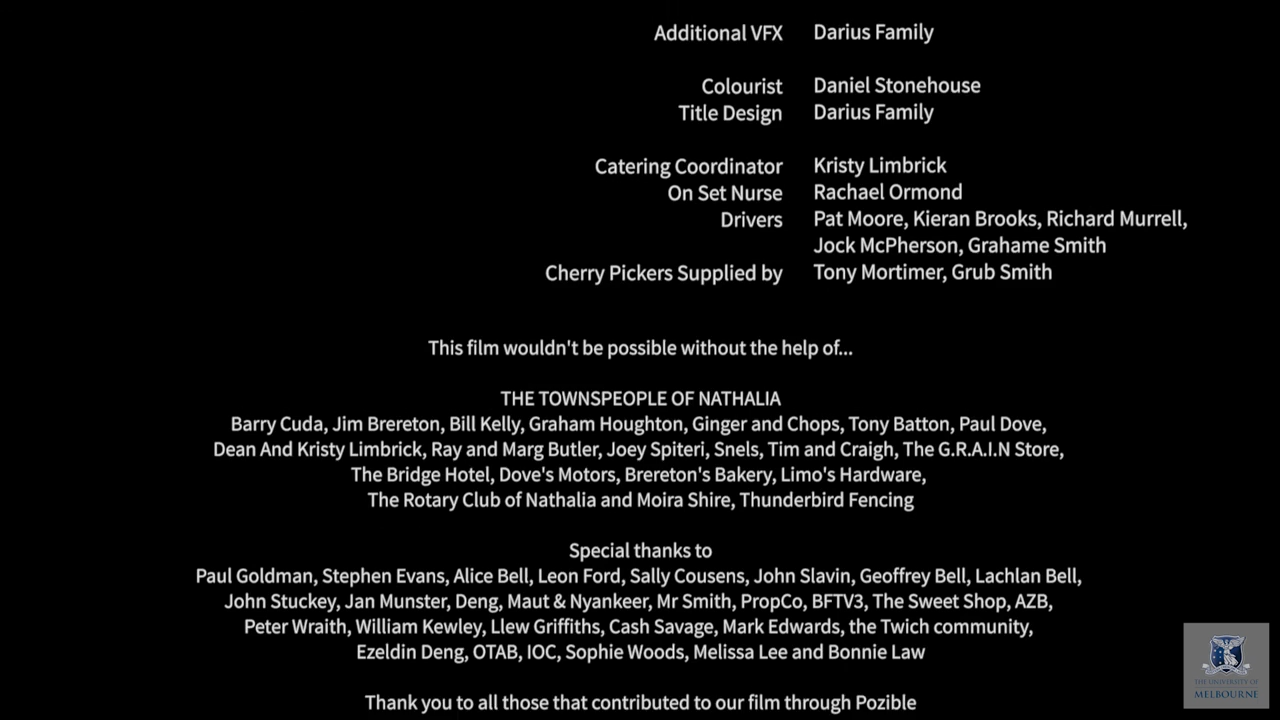 Additional VFX Darius Family
Colourist Daniel Stonehouse
Title Design Darius Family
Catering Coordinator Kristy Limbrick
On Set Nurse Rachael Ormond
Drivers Pat Moore, Kieran Brooks, Richard Murrell,
Jock McPherson, Grahame Smith
Cherry Pickers Supplied by Tony Mortimer, Grub Smith
This film wouldn't be possible without the help of...
THE TOWNSPEOPLE OF NATHALIA
Barry Cuda, Jim Brereton, Bill Kelly, Graham Houghton, Ginger and Chops, Tony Batton, Paul Dove,
Dean And Kristy Limbrick, Ray and Marg Butler, Joey Spiteri, Snels, Tim and Craigh, The G.R.A.I.N Store,
The Bridge Hotel, Dove's Motors, Brereton's Bakery, Limo's Hardware,
The Rotary Club of Nathalia and Moira Shire, Thunderbird Fencing
Special thanks to
Paul Goldman, Stephen Evans, Alice Bell, Leon Ford, Sally Cousens, John Slavin, Geoffrey Bell, Lachlan Bell,
John Stuckey, Jan Munster, Deng, Maut & Nyankeer, Mr Smith, PropCo, BFTV3, The Sweet Shop, AZB,
Peter Wraith, William Kewley, Llew Griffiths, Cash Savage, Mark Edwards, the Twich community,
Ezeldin Deng, OTAB, IOC, Sophie Woods, Melissa Lee and Bonnie Law
Thank you to all those that contributed to our film through Pozible
THE UNIVERSITY OF
MELBOURNE